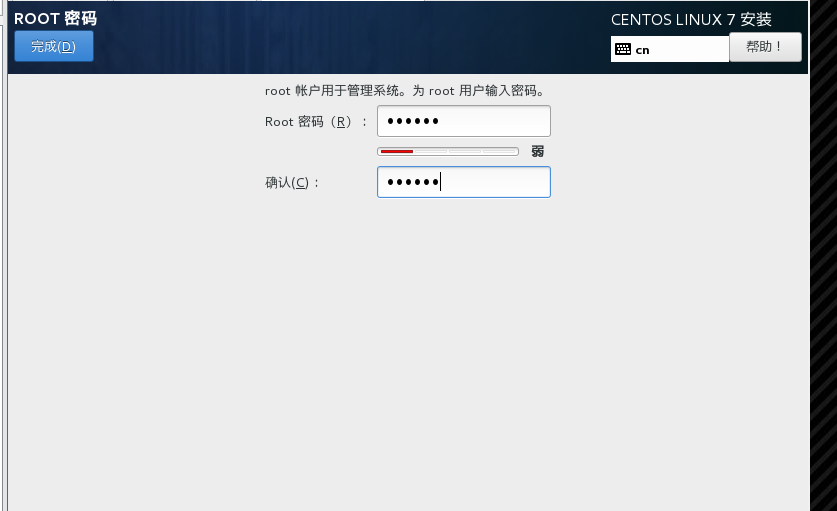 ROOT 密码
CENTOS LINUX 7 安装
完成(D)
cn
帮助！
root 帐户用于管理系统。为 root 用户输入密码。
Root 密码（R）：
••••••
弱
确认(C)：
••••••